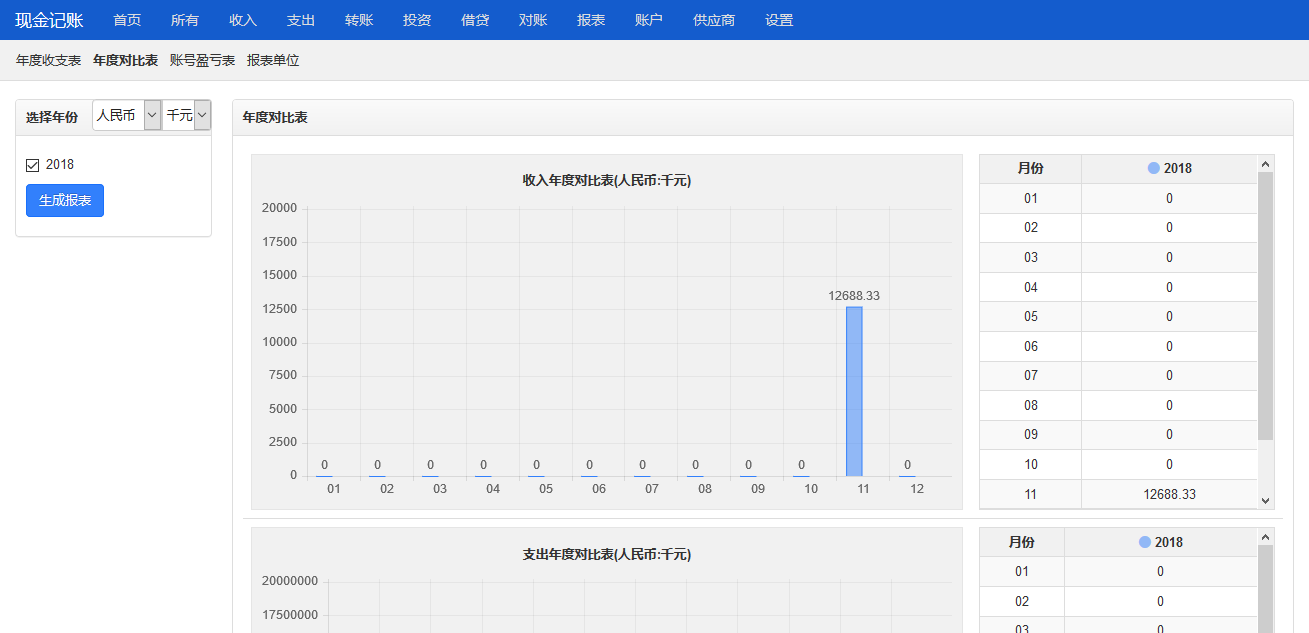 现金记账 首页 所有 收入 支出 转账 投资 借贷 对账 报表 账户 供应商 设置
年度收支表 年度对比表 账号盈亏表 报表单位
选择年份 人民币 千元
2018
生成报表
年度对比表
收入年度对比表(人民币:千元)
20000
17500
15000
12500
10000
7500
5000
2500
0
0 0 0 0 0 0 0 0 0 0 12688.33 0
01 02 03 04 05 06 07 08 09 10 11 12
月份 2018
01 0
02 0
03 0
04 0
05 0
06 0
07 0
08 0
09 0
10 0
11 12688.33
支出年度对比表(人民币:千元)
20000000
17500000
月份 2018
01 0
02 0
03 0